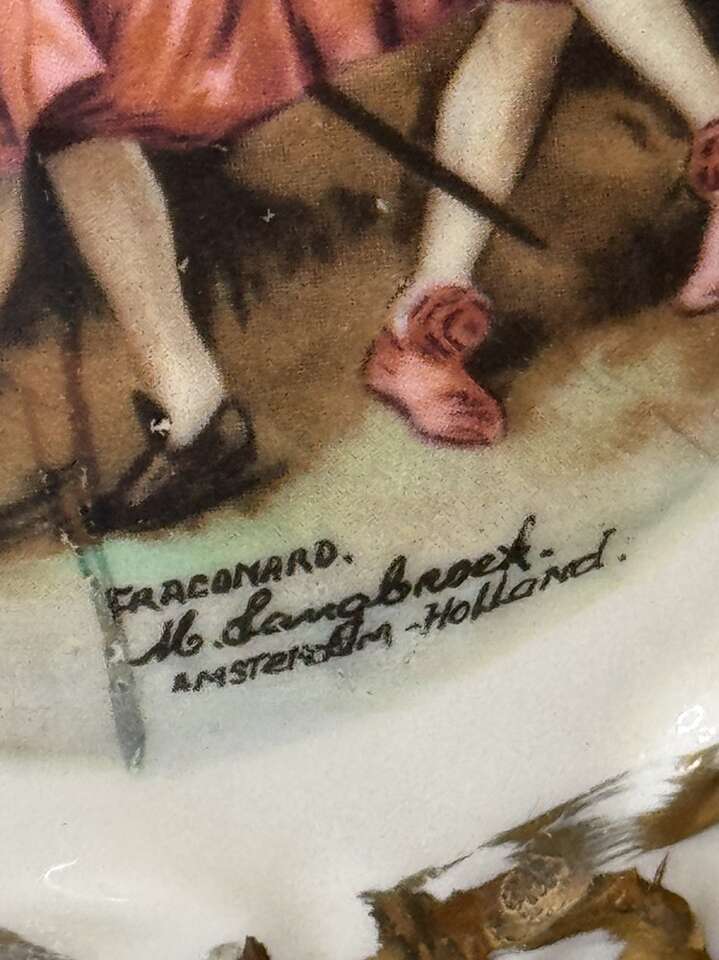 FRAGONARD.
M. Langbroek.
AMSTERDAM - Holland.